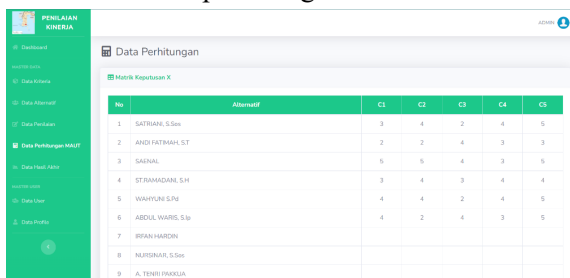 PENILAIAN
KINERJA
ADMIN
Dashboard
MASTER DATA
Data Kriteria
Data Alternatif
Data Penilaian
Data Perhitungan MAUT
Data Hasil Akhir
MASTER USER
Data User
Data Profile
Data Perhitungan
Matrik Keputusan X
No Alternatif C1 C2 C3 C4 C5
1 SATRIANI, S.Sos 3 4 2 4 5
2 ANDI FATIMAH, S.T 2 2 4 3 3
3 SAENAL 5 5 4 3 5
4 ST.RAMADANI, S.H 3 4 3 4 4
5 WAHYUNI S.Pd 4 4 2 4 5
6 ABDUL WARIS, S.Ip 4 2 4 3 5
7 IRFAN HARDIN
8 NURSINAR, S.Sos
9 A. TENRI PAKKUA